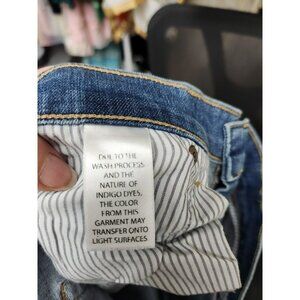 DUE TO THE
WASH PROCESS
AND THE
NATURE OF
INDIGO DYES,
THE COLOR
FROM THIS
GARMENT MAY
TRANSFER ONTO
LIGHT SURFACES